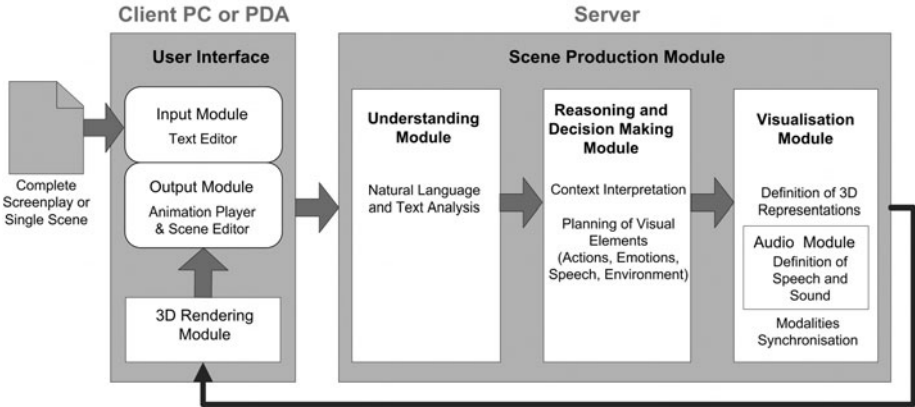 Client PC or PDA
Server
User Interface
Scene Production Module
Input Module
Text Editor
Output Module
Animation Player
& Scene Editor
3D Rendering
Module
Complete
Screenplay or
Single Scene
Understanding
Module
Natural Language
and Text Analysis
Reasoning and
Decision Making
Module
Context Interpretation
Planning of Visual
Elements
(Actions, Emotions,
Speech, Environment)
Visualisation
Module
Definition of 3D
Representations
Audio Module
Definition of
Speech and
Sound
Modalities
Synchronisation